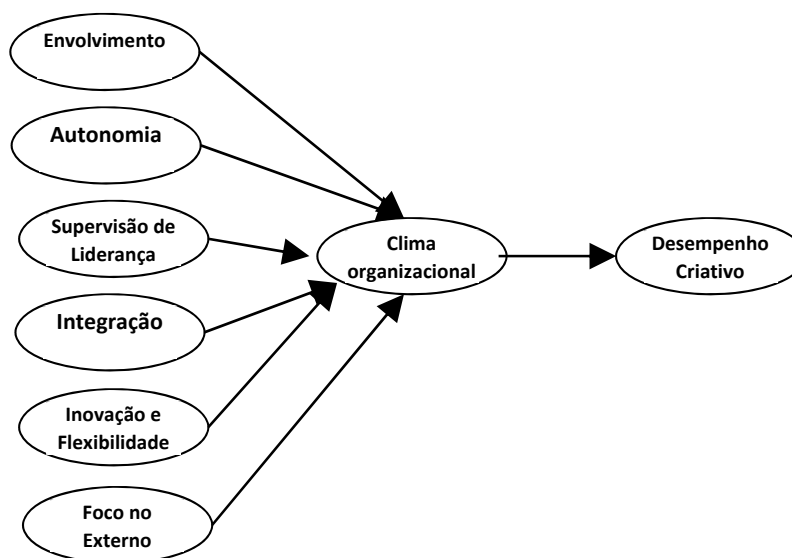 Envolvimento
Autonomia
Supervisão de
Liderança
Integração
Inovação e
Flexibilidade
Foco no
Externo
Clima
organizacional
Desempenho
Criativo